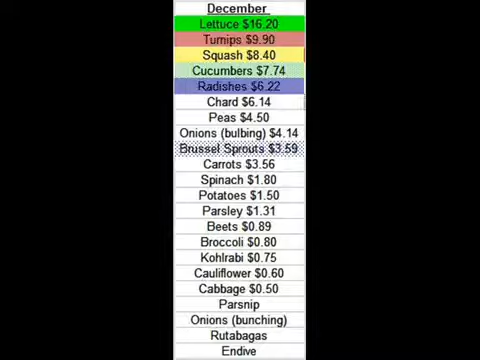 December
Lettuce $16.20
Turnips $9.90
Squash $8.40
Cucumbers $7.74
Radishes $6.22
Chard $6.14
Peas $4.50
Onions (bulbing) $4.14
Brussel Sprouts $3.59
Carrots $3.56
Spinach $1.80
Potatoes $1.50
Parsley $1.31
Beets $0.89
Broccoli $0.80
Kohlrabi $0.75
Cauliflower $0.60
Cabbage $0.50
Parsnip
Onions (bunching)
Rutabagas
Endive